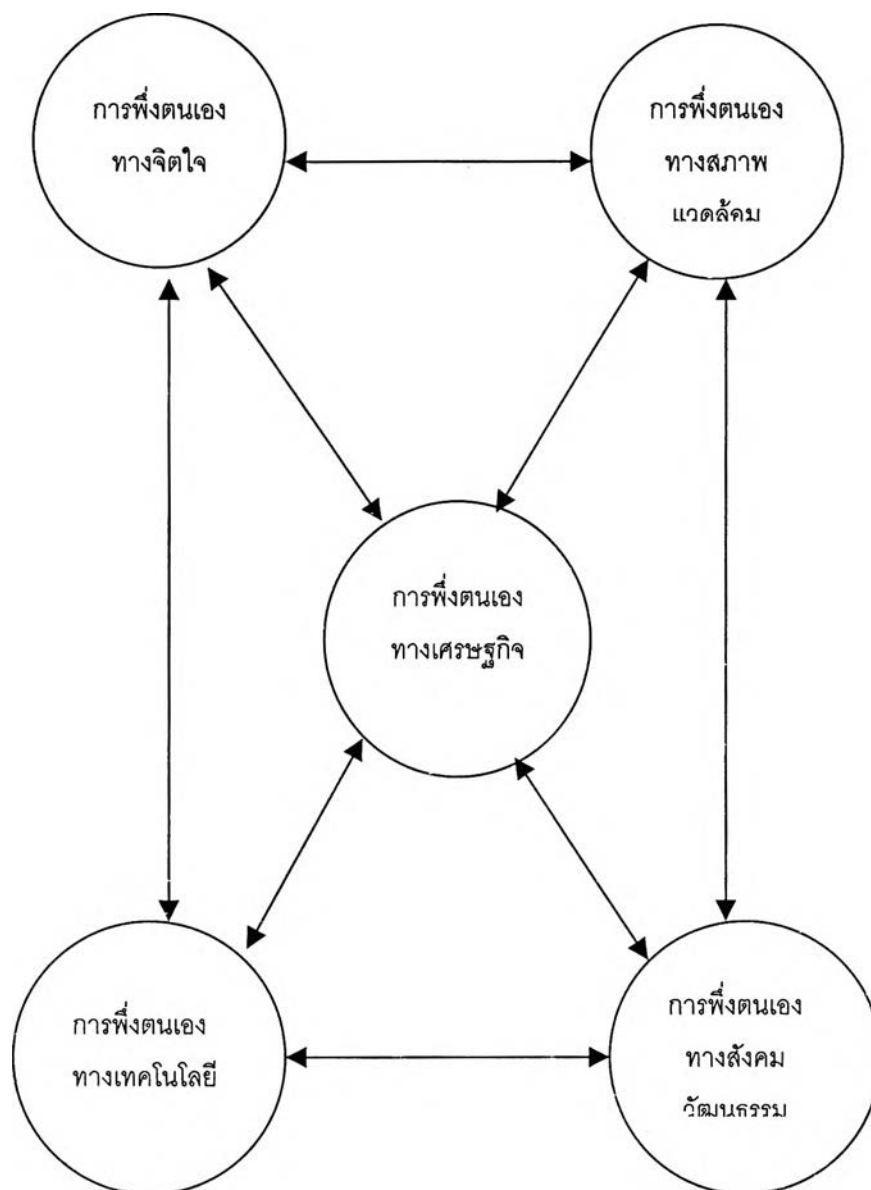 การพึ่งตนเอง
ทางจิตใจ
การพึ่งตนเอง
ทางสภาพ
แวดล้อม
การพึ่งตนเอง
ทางเศรษฐกิจ
การพึ่งตนเอง
ทางเทคโนโลยี
การพึ่งตนเอง
ทางสังคม
วัฒนธรรม